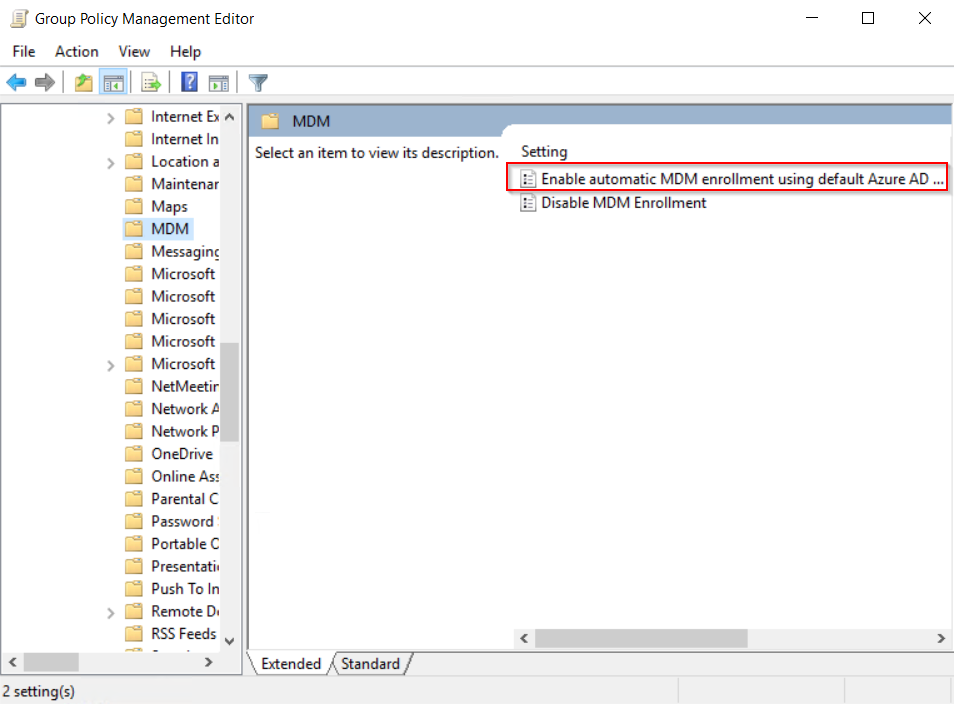 Group Policy Management Editor
File Action View Help
Internet Ex
Internet In
Location a
Maintenar
Maps
MDM
Messaging
Microsoft
Microsoft
Microsoft
Microsoft
Microsoft
NetMeetin
Network A
Network P
OneDrive
Online Ass
Parental C
Password
Portable O
Presentati
Push To In
Remote De
RSS Feeds
MDM
Select an item to view its description.
Setting
Enable automatic MDM enrollment using default Azure AD ...
Disable MDM Enrollment
Extended Standard
2 setting(s)